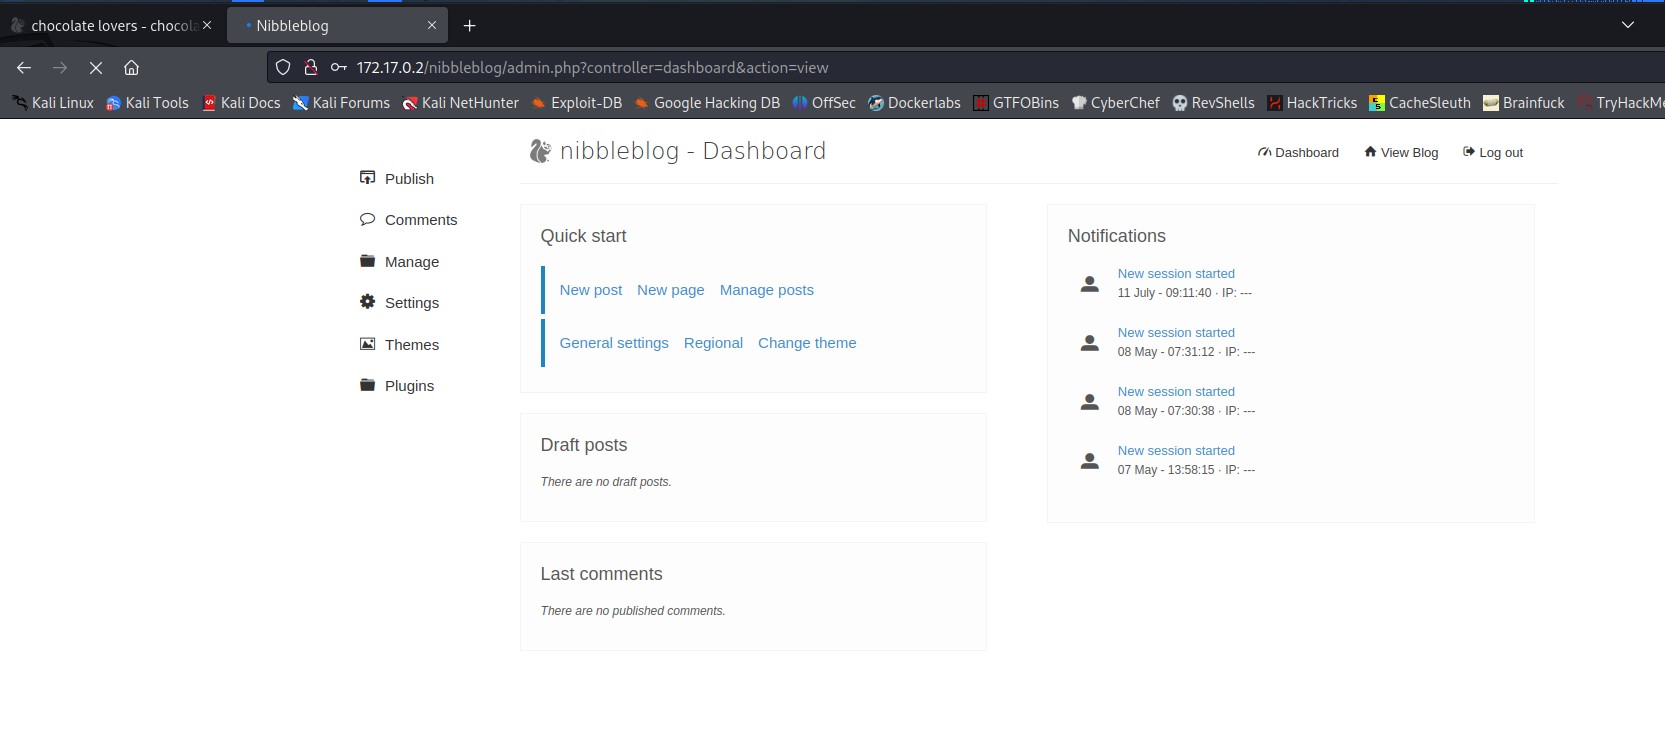 chocolate lovers - chocola
Nibbleblog
172.17.0.2/nibbleblog/admin.php?controller=dashboard&action=view
Kali Linux Kali Tools Kali Docs Kali Forums Kali NetHunter Exploit-DB Google Hacking DB OffSec Dockerlabs GTFOBins CyberChef RevShells HackTricks CacheSleuth Brainfuck TryHackMe
nibbleblog - Dashboard
Dashboard View Blog Log out
Publish
Comments
Manage
Settings
Themes
Plugins
Quick start
New post New page Manage posts
General settings Regional Change theme
Draft posts
There are no draft posts.
Last comments
There are no published comments.
Notifications
New session started
11 July - 09:11:40 · IP: ---
New session started
08 May - 07:31:12 · IP: ---
New session started
08 May - 07:30:38 · IP: ---
New session started
07 May - 13:58:15 · IP: ---